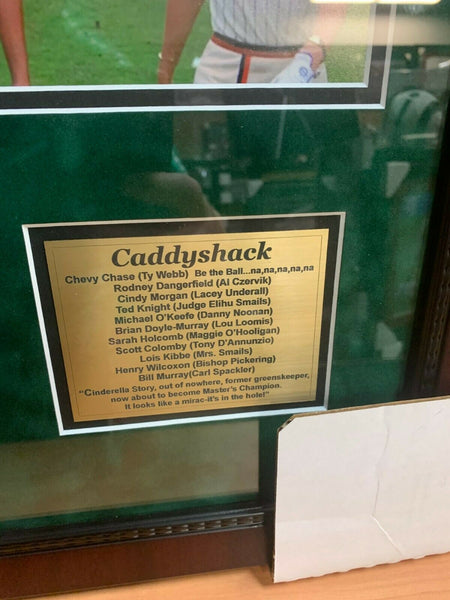 Caddyshack
Chevy Chase (Ty Webb) Be the Ball...na,na,na,na,na
Rodney Dangerfield (Al Czervik)
Cindy Morgan (Lacey Underall)
Ted Knight (Judge Elihu Smails)
Michael O'Keefe (Danny Noonan)
Brian Doyle-Murray (Lou Loomis)
Sarah Holcomb (Maggie O'Hooligan)
Scott Colomby (Tony D'Annunzio)
Lois Kibbe (Mrs. Smails)
Henry Wilcoxon (Bishop Pickering)
Bill Murray(Carl Spackler)
"Cinderella Story, out of nowhere, former greenskeeper,
now about to become Master's Champion.
It looks like a mirac-it's in the hole!"